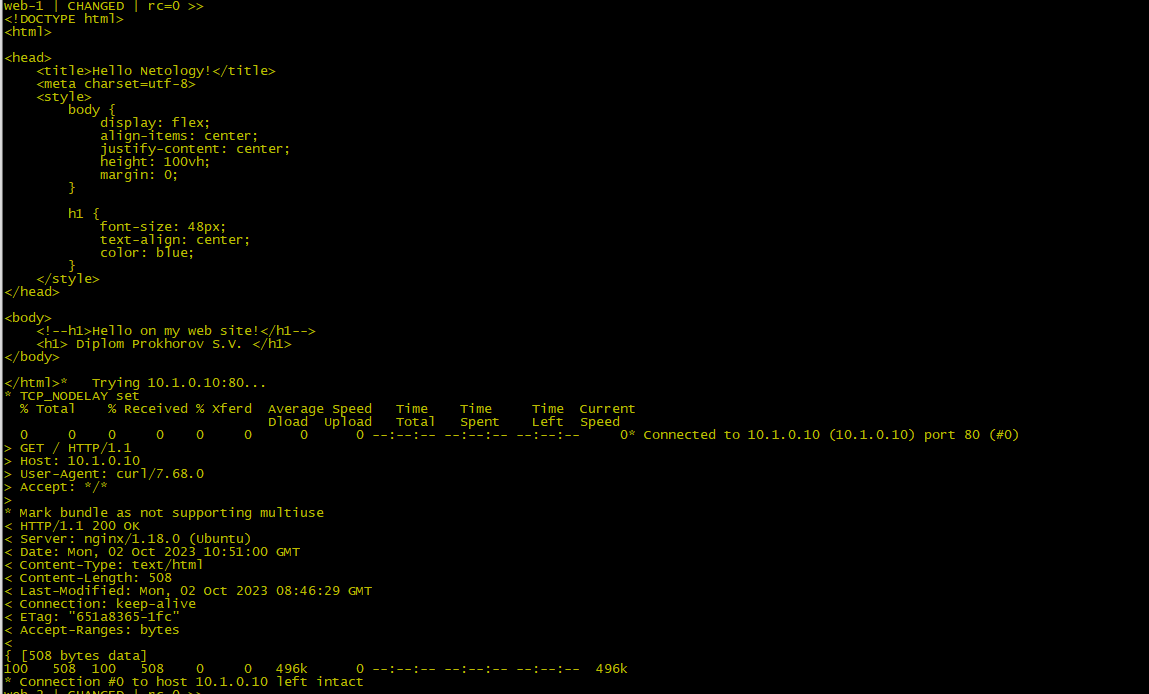 web-1 | CHANGED | rc=0 >>
<!DOCTYPE html>
<html>

<head>
    <title>Hello Netology!</title>
    <meta charset=utf-8>
    <style>
        body {
            display: flex;
            align-items: center;
            justify-content: center;
            height: 100vh;
            margin: 0;
        }

        h1 {
            font-size: 48px;
            text-align: center;
            color: blue;
        }
    </style>
</head>

<body>
    <!--h1>Hello on my web site!</h1-->
    <h1> Diplom Prokhorov S.V. </h1>
</body>

</html>*   Trying 10.1.0.10:80...
* TCP_NODELAY set
  % Total    % Received % Xferd  Average Speed   Time    Time     Time  Current
                                 Dload  Upload   Total   Spent    Left  Speed
  0     0    0     0    0     0      0      0 --:--:-- --:--:-- --:--:--     0* Connected to 10.1.0.10 (10.1.0.10) port 80 (#0)
> GET / HTTP/1.1
> Host: 10.1.0.10
> User-Agent: curl/7.68.0
> Accept: */*
>
* Mark bundle as not supporting multiuse
< HTTP/1.1 200 OK
< Server: nginx/1.18.0 (Ubuntu)
< Date: Mon, 02 Oct 2023 10:51:00 GMT
< Content-Type: text/html
< Content-Length: 508
< Last-Modified: Mon, 02 Oct 2023 08:46:29 GMT
< Connection: keep-alive
< ETag: "651a8365-1fc"
< Accept-Ranges: bytes
<
{ [508 bytes data]
100   508  100   508    0     0   496k      0 --:--:-- --:--:-- --:--:--  496k
* Connection #0 to host 10.1.0.10 left intact
web-2 | CHANGED | rc=0 >>